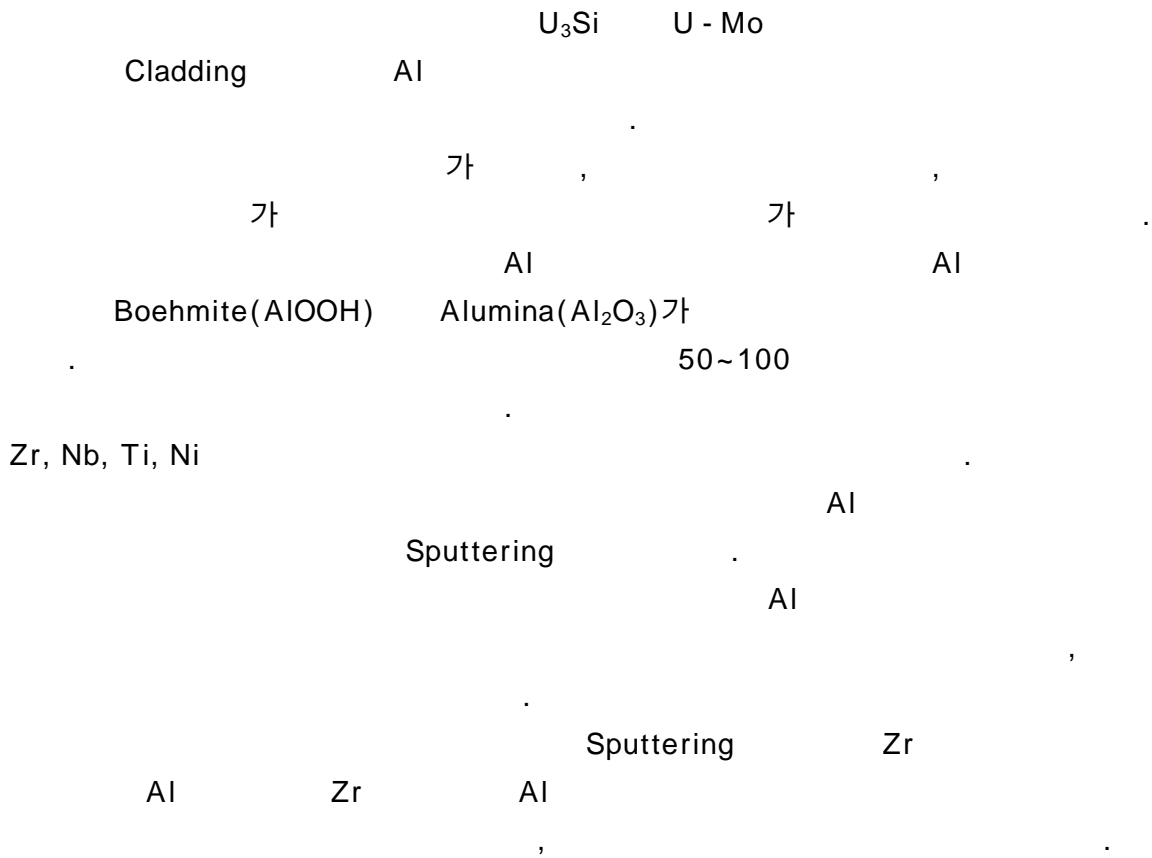 U₃Si U - Mo
Cladding Al
.
가 , ,
가 가 .
Al Al
Boehmite(AlOOH) Alumina(Al₂O₃)가
. 50~100
.
Zr, Nb, Ti, Ni .
Al
Sputtering .
Al
,
.
Sputtering Zr
Al Zr Al
, .